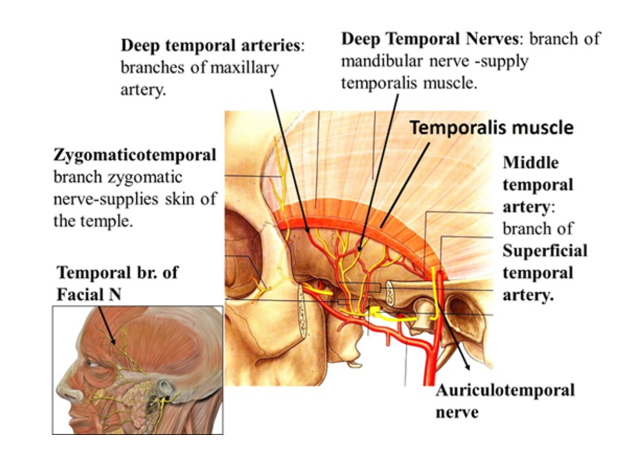 Deep temporal arteries:
branches of maxillary
artery.
Deep Temporal Nerves: branch of
mandibular nerve -supply
temporalis muscle.
Temporalis muscle
Zygomaticotemporal
branch zygomatic
nerve-supplies skin of
the temple.
Middle
temporal
artery:
branch of
Superficial
temporal
artery.
Temporal br. of
Facial N
Auriculotemporal
nerve